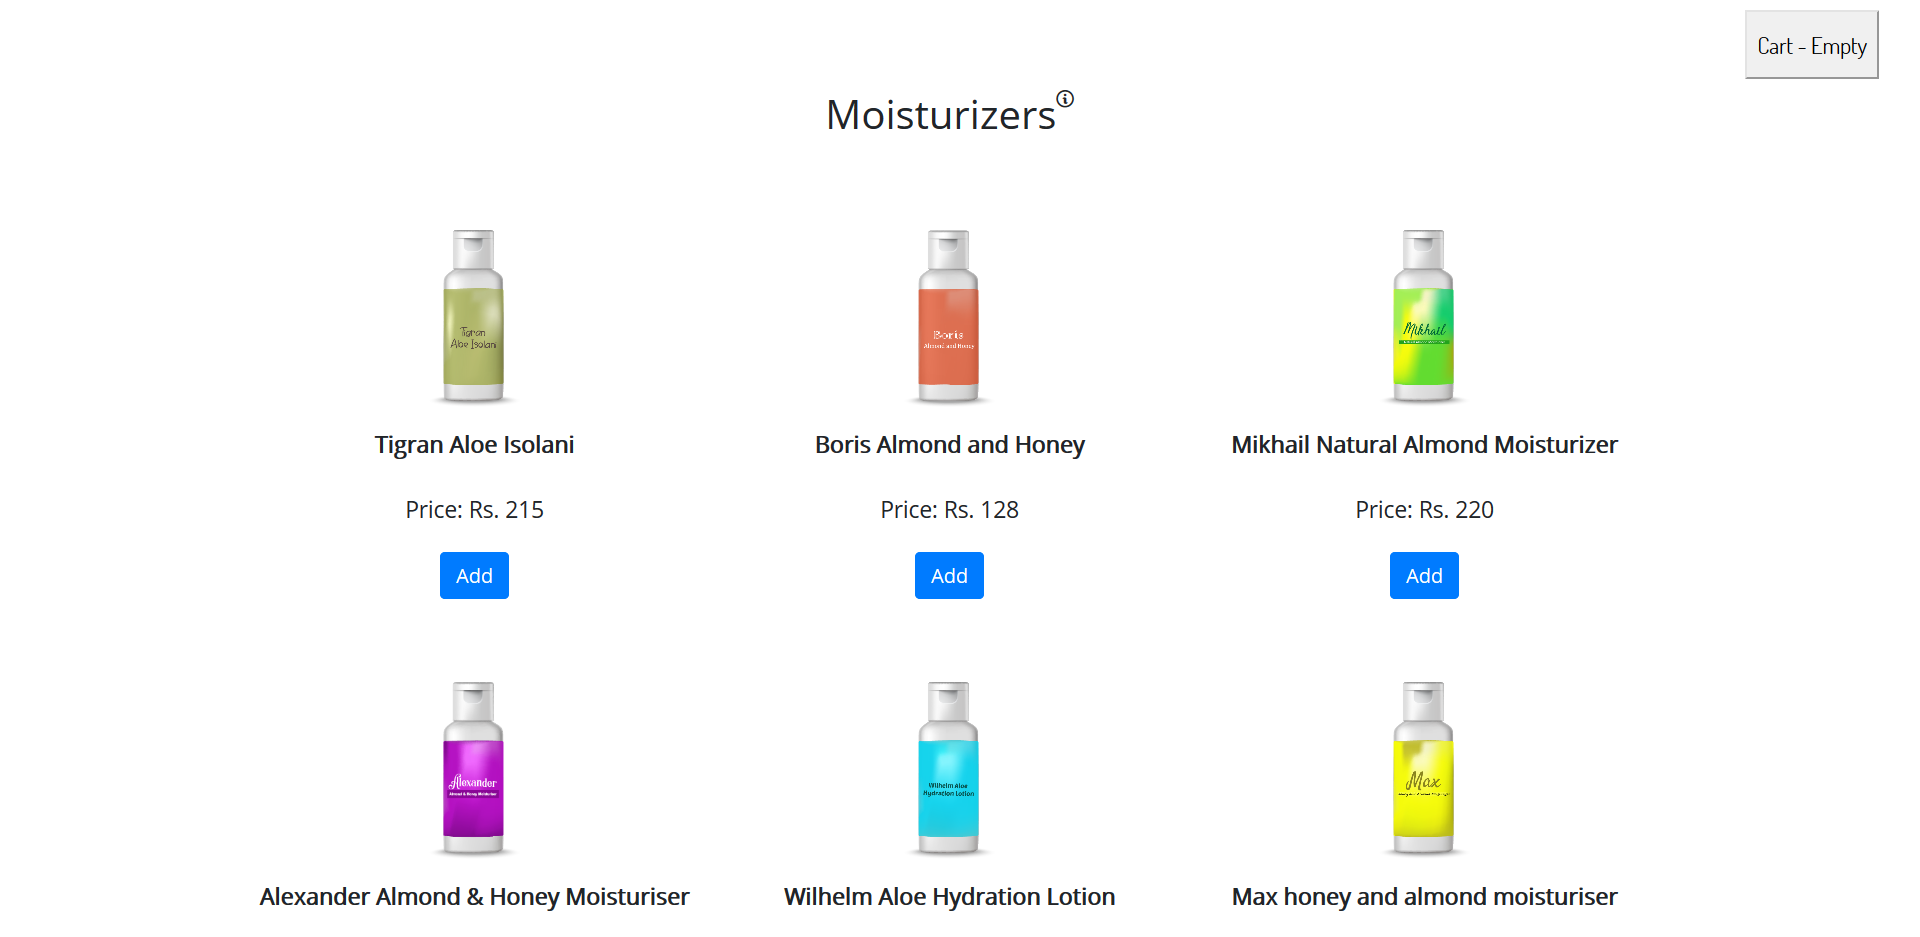 Cart - Empty
Moisturizers
Tigran
Aloe Isolani
Boris
Almond and Honey
Mikhail
Tigran Aloe Isolani
Boris Almond and Honey
Mikhail Natural Almond Moisturizer
Price: Rs. 215
Price: Rs. 128
Price: Rs. 220
Add
Add
Add
Alexander
Almond & Honey Moisturiser
Wilhelm Aloe
Hydration Lotion
Max
Alexander Almond & Honey Moisturiser
Wilhelm Aloe Hydration Lotion
Max honey and almond moisturiser